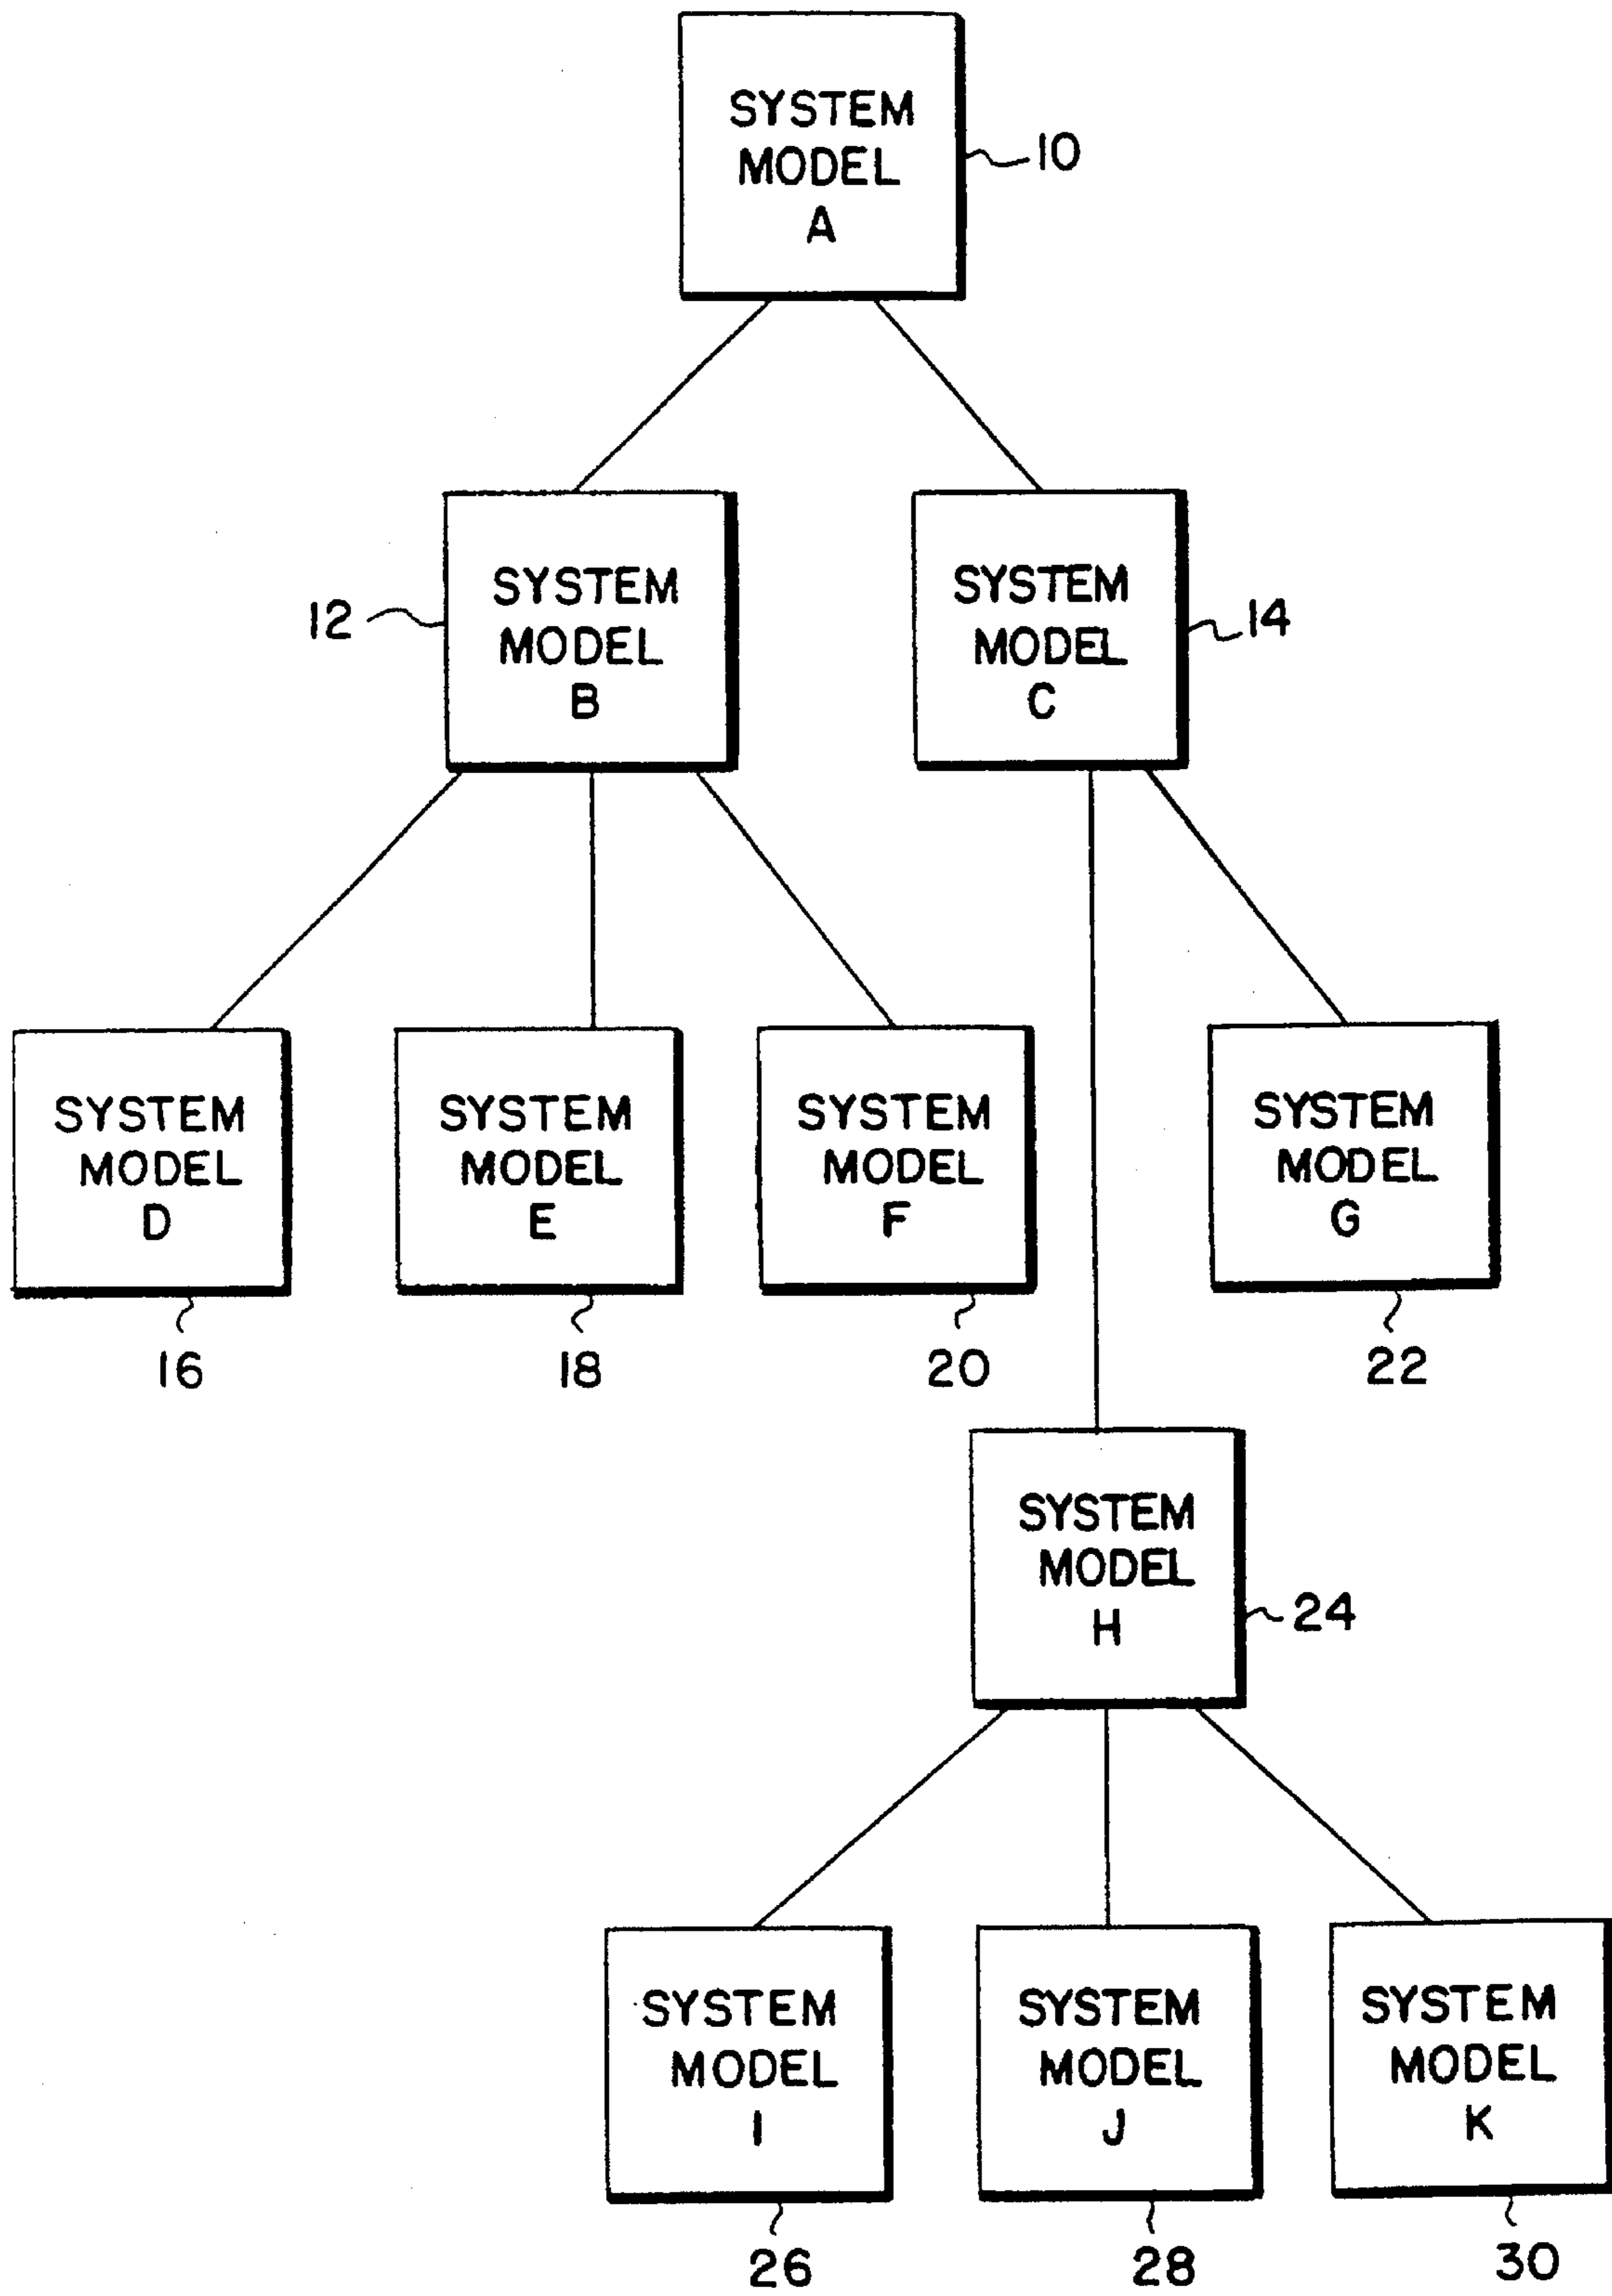 SYSTEM
MODEL
A
10
SYSTEM
MODEL
B
12
SYSTEM
MODEL
C
14
SYSTEM
MODEL
D
16
SYSTEM
MODEL
E
18
SYSTEM
MODEL
F
20
SYSTEM
MODEL
G
22
SYSTEM
MODEL
H
24
SYSTEM
MODEL
I
26
SYSTEM
MODEL
J
28
SYSTEM
MODEL
K
30